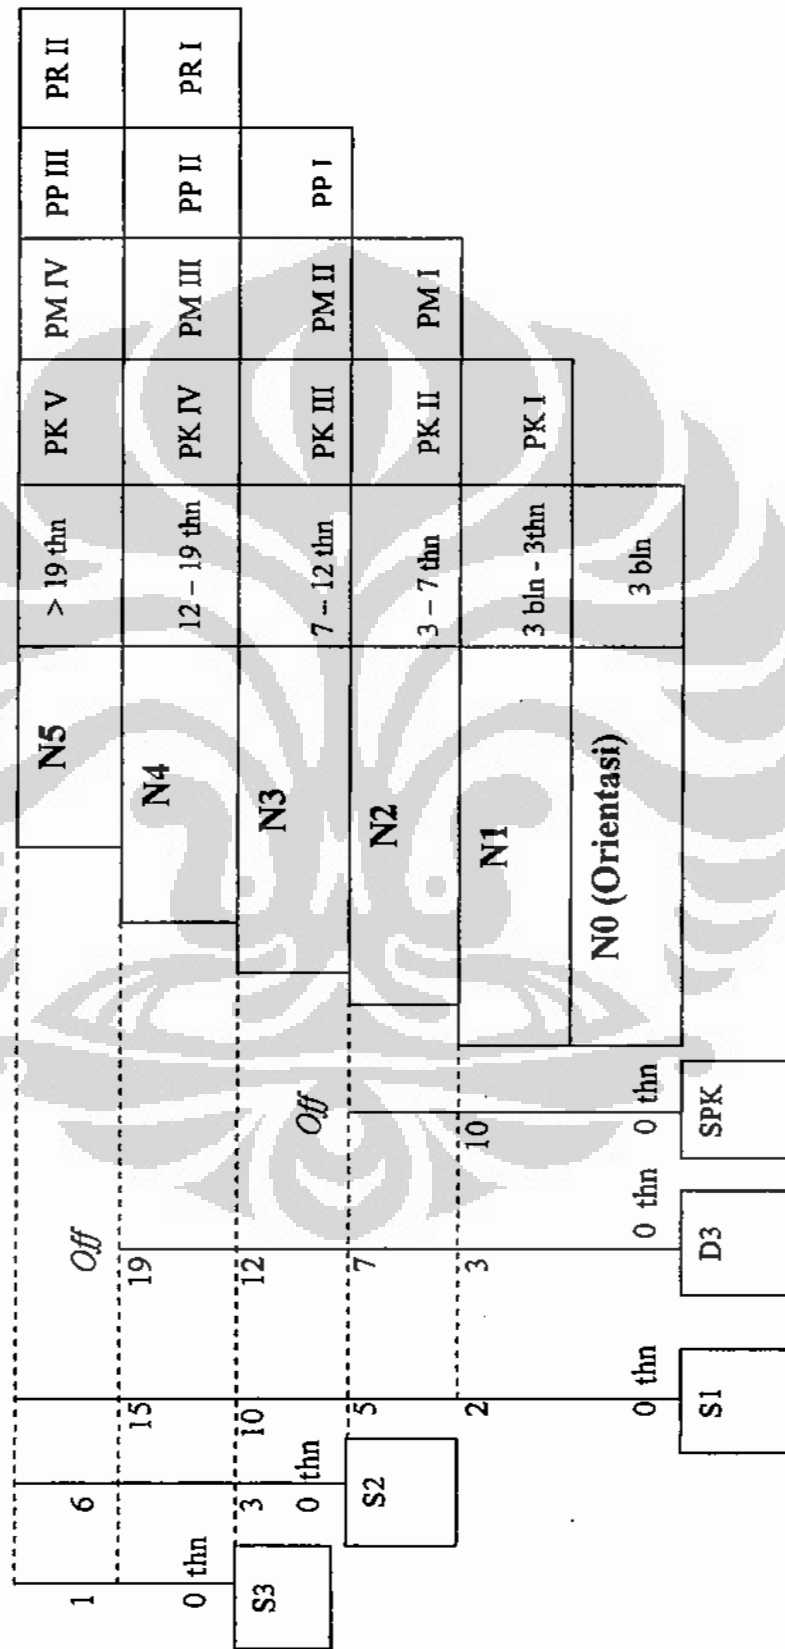 1 6 Off N5 > 19 thn PK V PM IV PP III PR II
15 19 N4 12 – 19 thn PK IV PM III PP II PR I
0 thn
S3 3 10 12 N3 7 – 12 thn PK III PM II PP I
0 thn Off
S2 5 7 N2 3 – 7 thn PK II PM I
2 3 10 N1 3 bln - 3thn PK I
0 thn 0 thn 0 thn N0 (Orientasi) 3 bln
S1 D3 SPK